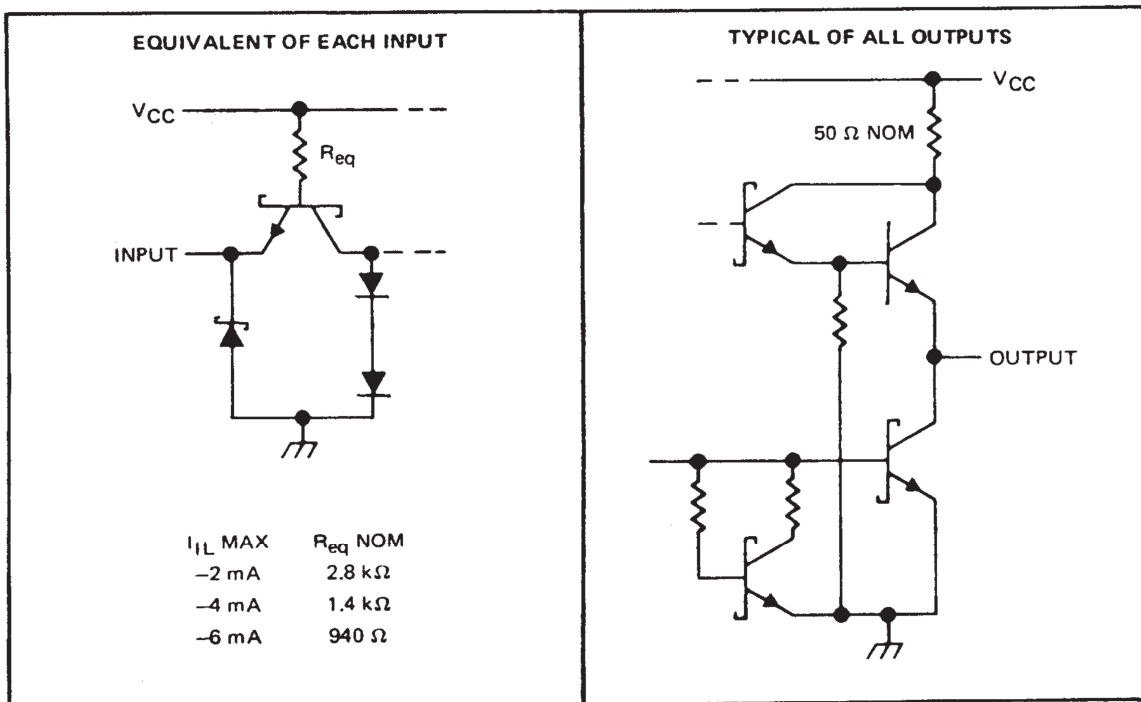 EQUIVALENT OF EACH INPUT
VCC
Req
INPUT
IIL MAX Req NOM
–2 mA 2.8 kΩ
–4 mA 1.4 kΩ
–6 mA 940 Ω
TYPICAL OF ALL OUTPUTS
VCC
50 Ω NOM
OUTPUT